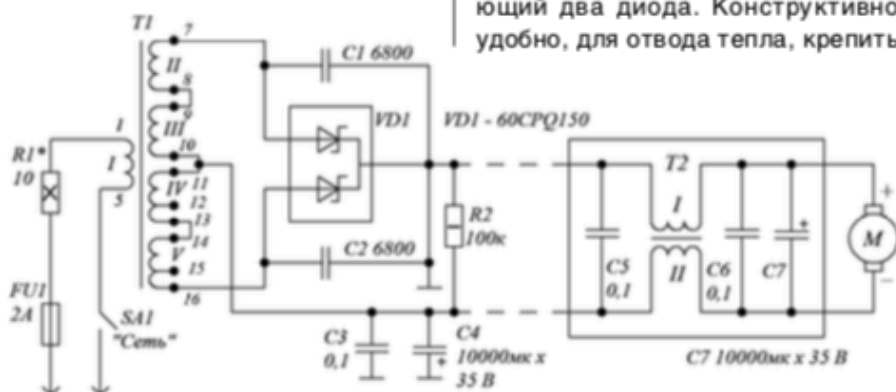 ющий два диода. Конструктивно
удобно, для отвода тепла, крепить
T1
7
II
8
9
III
10
1
I
5
11
IV
12
13
14
V
15
16
R1*
10
FU1
2A
SA1
"Сеть"
C1 6800
VD1
VD1 - 60CPQ150
C2 6800
R2
100к
C3
0,1
C4
10000мк х
35 В
T2
I
II
C5
0,1
C6
0,1
C7
M
+
−
C7 10000мк х 35 В